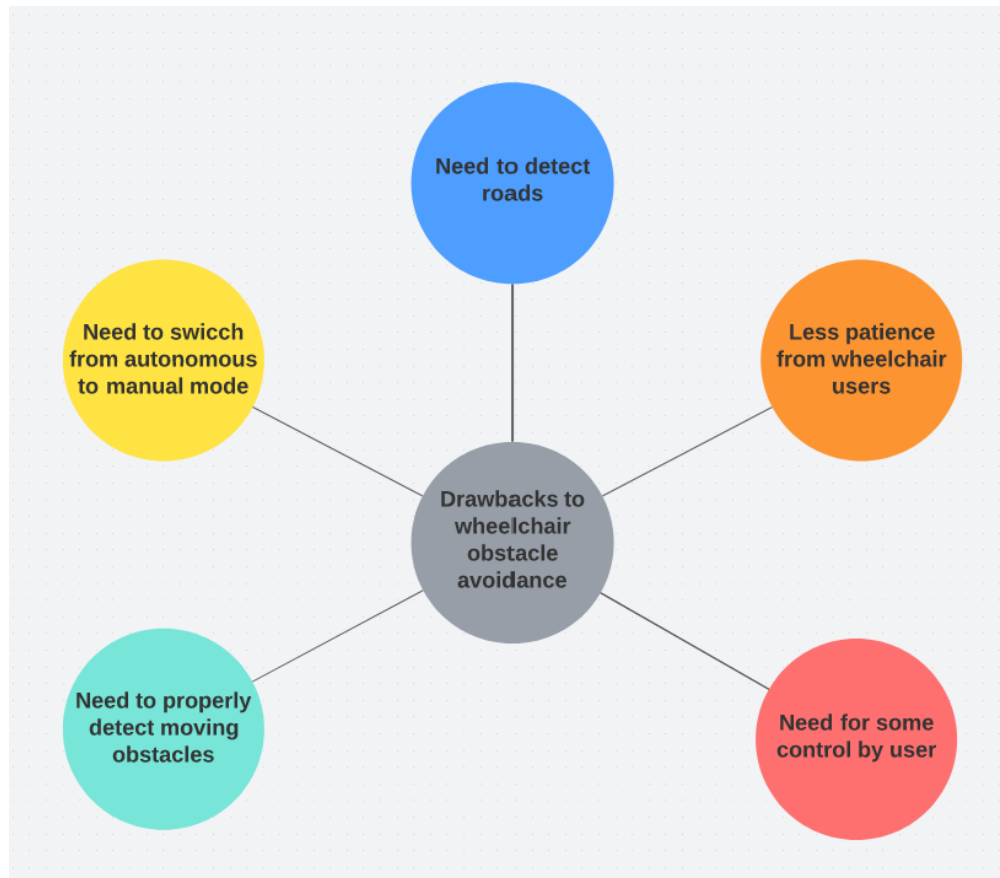 Need to detect
roads
Need to swicch
from autonomous
to manual mode
Less patience
from wheelchair
users
Drawbacks to
wheelchair
obstacle
avoidance
Need to properly
detect moving
obstacles
Need for some
control by user